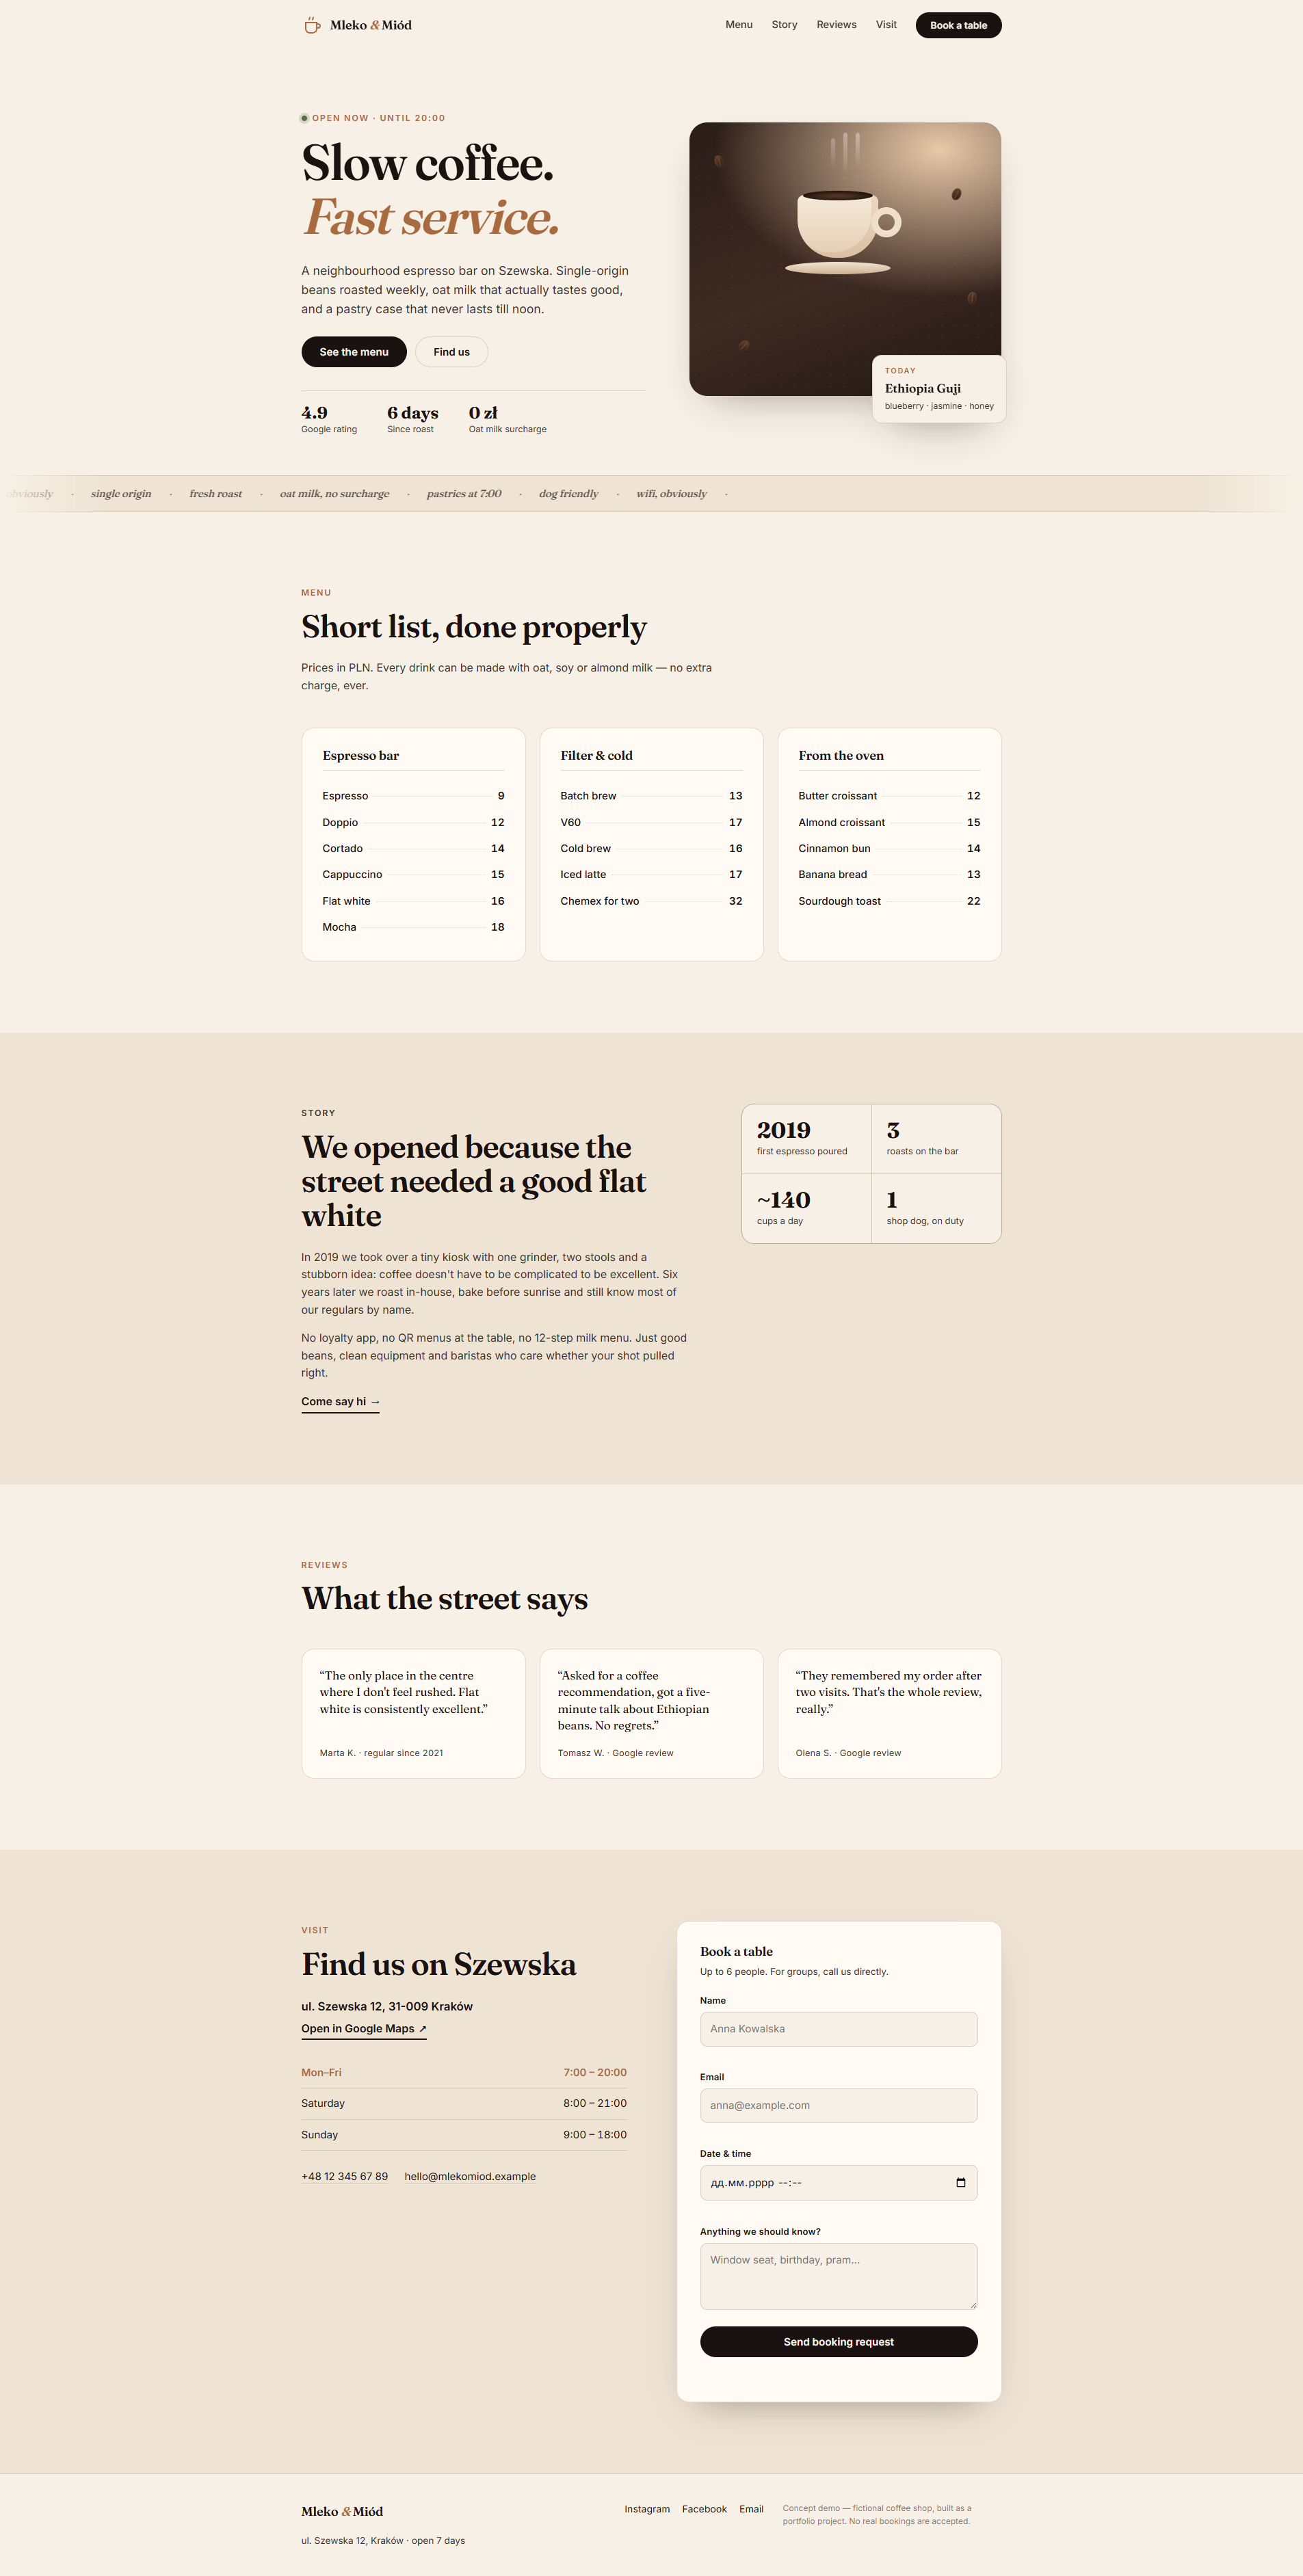 Mleko & Miód
Menu Story Reviews Visit Book a table
OPEN NOW · UNTIL 20:00
Slow coffee.
Fast service.
A neighbourhood espresso bar on Szewska. Single-origin
beans roasted weekly, oat milk that actually tastes good,
and a pastry case that never lasts till noon.
See the menu Find us
4.9 6 days 0 zł
Google rating Since roast Oat milk surcharge
TODAY
Ethiopia Guji
blueberry · jasmine · honey
obviously · single origin · fresh roast · oat milk, no surcharge · pastries at 7:00 · dog friendly · wifi, obviously ·
MENU
Short list, done properly
Prices in PLN. Every drink can be made with oat, soy or almond milk — no extra
charge, ever.
Espresso bar
Espresso 9
Doppio 12
Cortado 14
Cappuccino 15
Flat white 16
Mocha 18
Filter & cold
Batch brew 13
V60 17
Cold brew 16
Iced latte 17
Chemex for two 32
From the oven
Butter croissant 12
Almond croissant 15
Cinnamon bun 14
Banana bread 13
Sourdough toast 22
STORY
We opened because the
street needed a good flat
white
In 2019 we took over a tiny kiosk with one grinder, two stools and a
stubborn idea: coffee doesn't have to be complicated to be excellent. Six
years later we roast in-house, bake before sunrise and still know most of
our regulars by name.
No loyalty app, no QR menus at the table, no 12-step milk menu. Just good
beans, clean equipment and baristas who care whether your shot pulled
right.
Come say hi →
2019 3
first espresso poured roasts on the bar
~140 1
cups a day shop dog, on duty
REVIEWS
What the street says
“The only place in the centre
where I don't feel rushed. Flat
white is consistently excellent.”
Marta K. · regular since 2021
“Asked for a coffee
recommendation, got a five-
minute talk about Ethiopian
beans. No regrets.”
Tomasz W. · Google review
“They remembered my order after
two visits. That's the whole review,
really.”
Olena S. · Google review
VISIT
Find us on Szewska
ul. Szewska 12, 31-009 Kraków
Open in Google Maps ↗
Mon–Fri 7:00 – 20:00
Saturday 8:00 – 21:00
Sunday 9:00 – 18:00
+48 12 345 67 89 hello@mlekomiod.example
Book a table
Up to 6 people. For groups, call us directly.
Name
Anna Kowalska
Email
anna@example.com
Date & time
дд.мм.рррр --:--
Anything we should know?
Window seat, birthday, pram…
Send booking request
Mleko & Miód
ul. Szewska 12, Kraków · open 7 days
Instagram Facebook Email
Concept demo — fictional coffee shop, built as a
portfolio project. No real bookings are accepted.